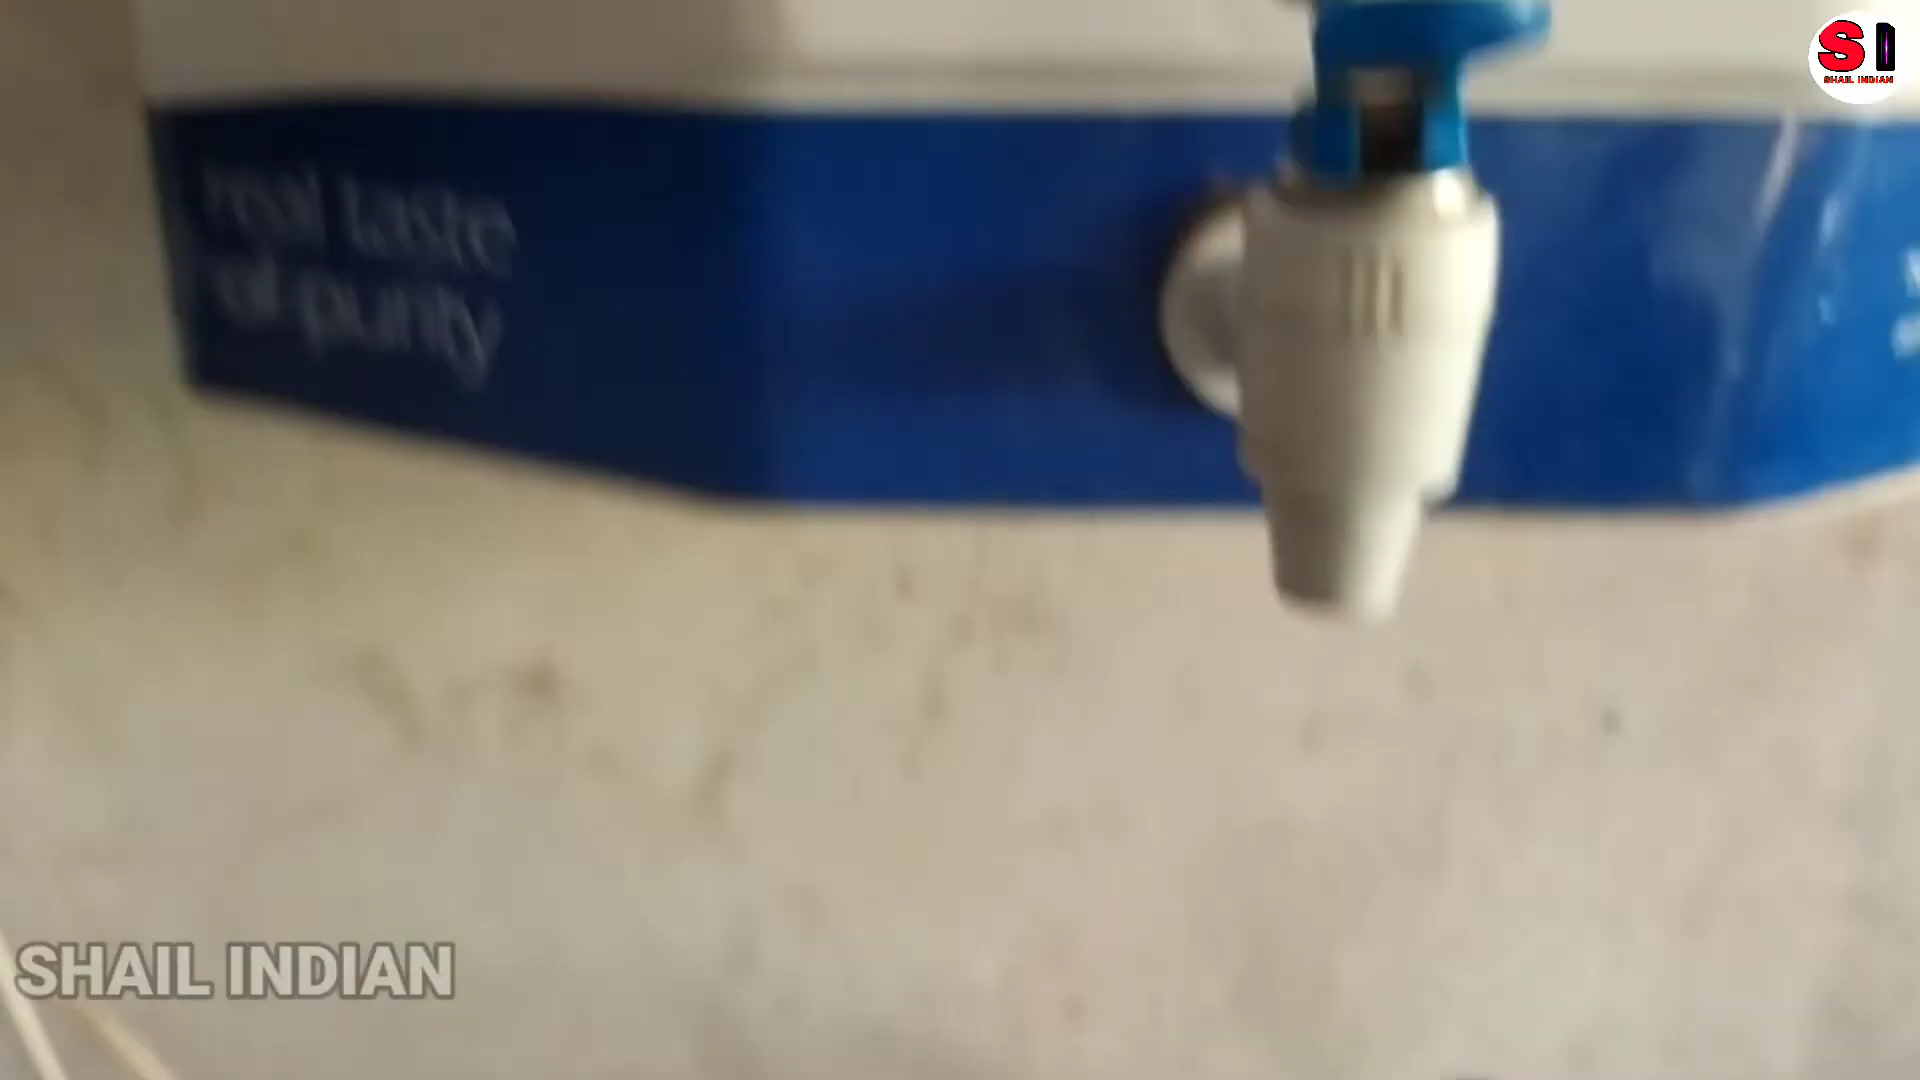 SI
SHAIL INDIAN
real taste
of purity
SHAIL INDIAN